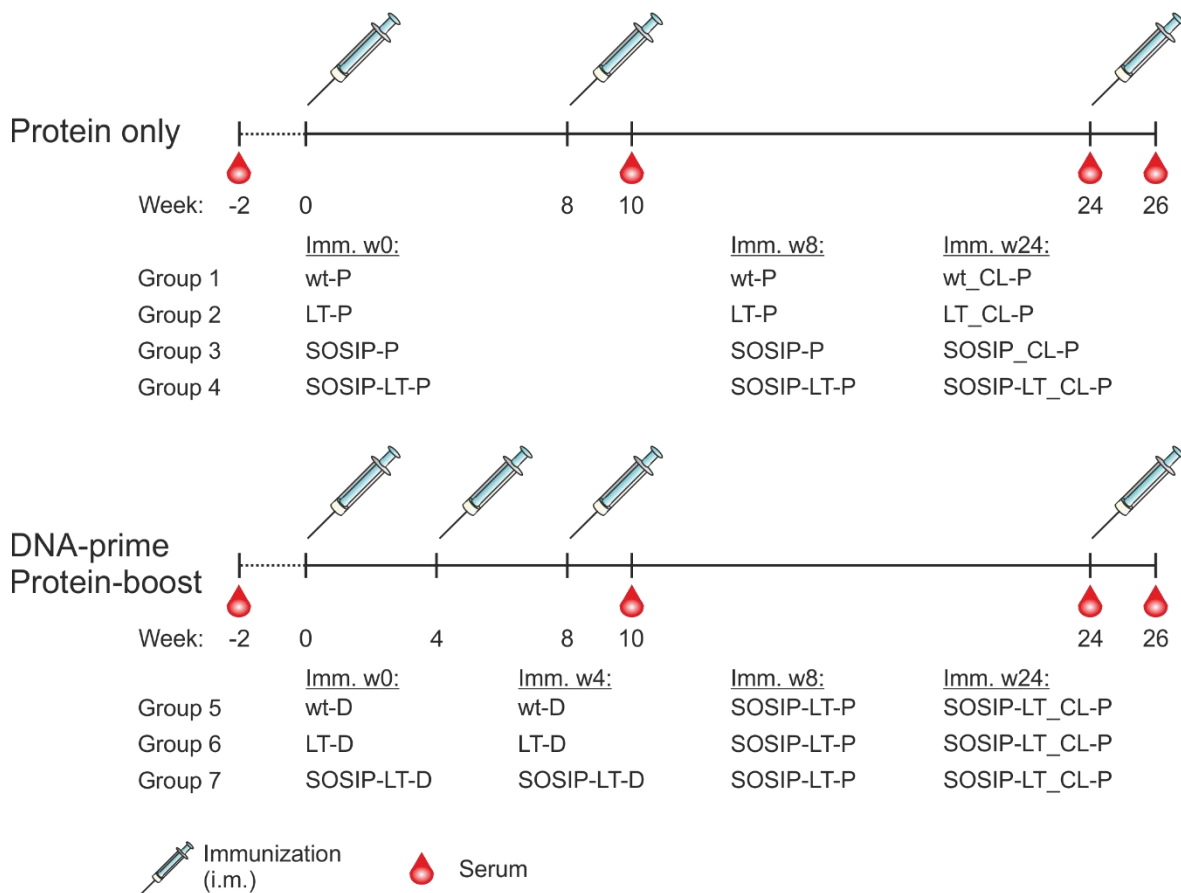 Protein only
Week: -2 0 8 10 24 26
Imm. w0: Imm. w8: Imm. w24:
Group 1 wt-P wt-P wt_CL-P
Group 2 LT-P LT-P LT_CL-P
Group 3 SOSIP-P SOSIP-P SOSIP_CL-P
Group 4 SOSIP-LT-P SOSIP-LT-P SOSIP-LT_CL-P
DNA-prime
Protein-boost
Week: -2 0 4 8 10 24 26
Imm. w0: Imm. w4: Imm. w8: Imm. w24:
Group 5 wt-D wt-D SOSIP-LT-P SOSIP-LT_CL-P
Group 6 LT-D LT-D SOSIP-LT-P SOSIP-LT_CL-P
Group 7 SOSIP-LT-D SOSIP-LT-D SOSIP-LT-P SOSIP-LT_CL-P
Immunization
(i.m.)
Serum